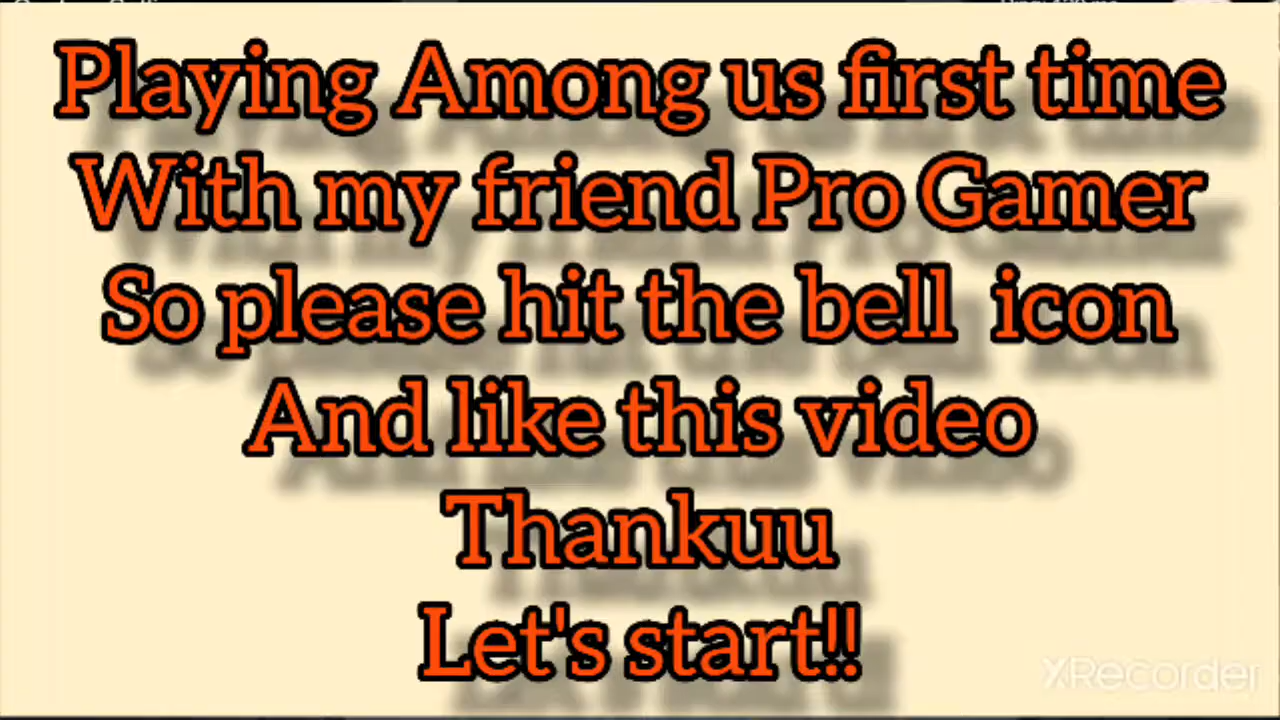 Playing Among us first time
With my friend Pro Gamer
So please hit the bell icon
And like this video
Thankuu
Let's start!!
XRecorder